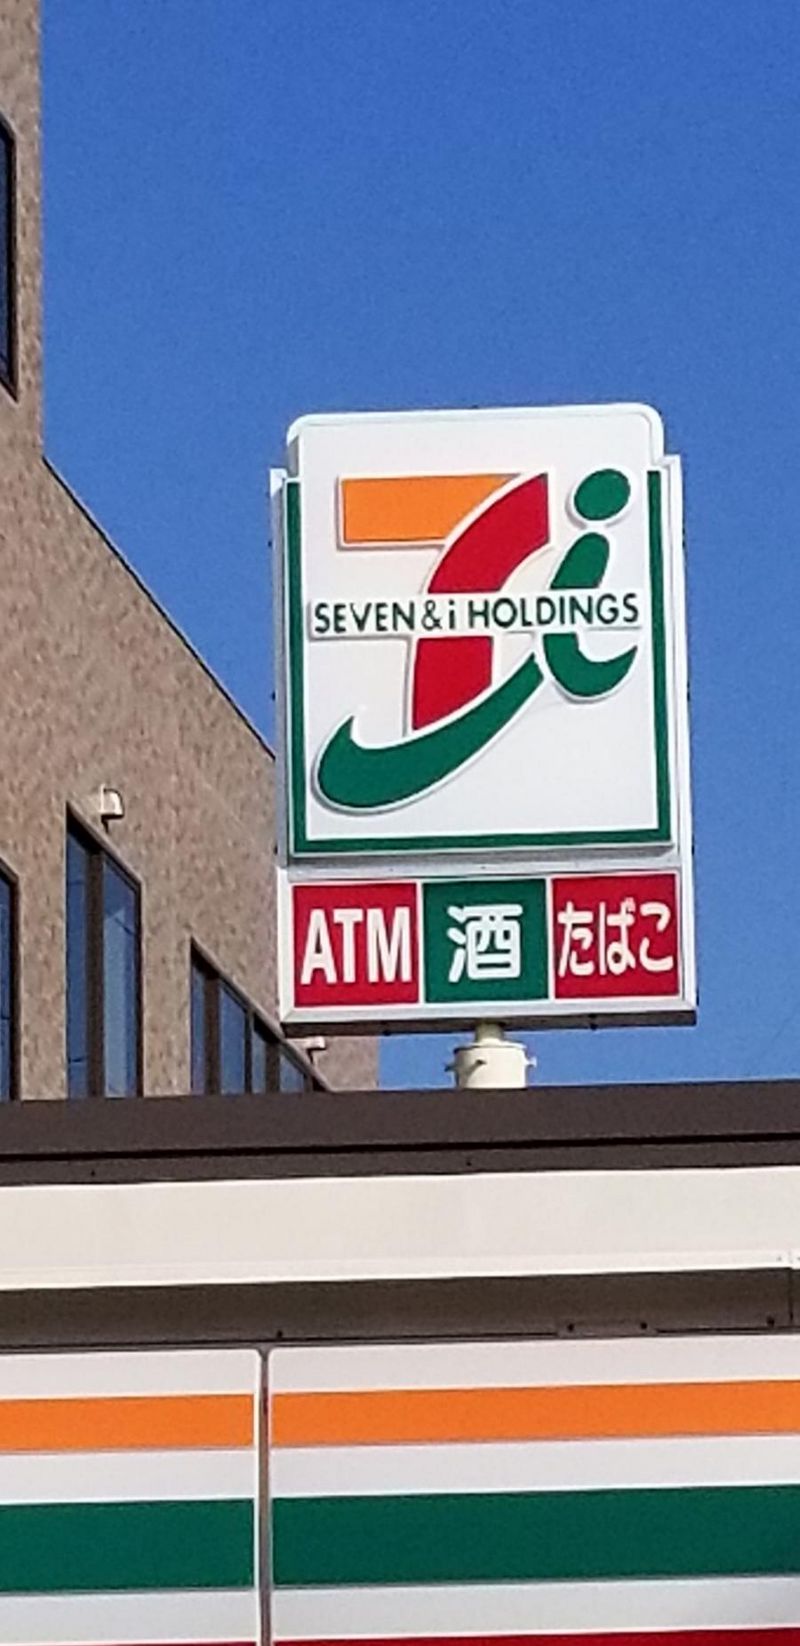 SEVEN & i HOLDINGS
ATM 酒 たばこ